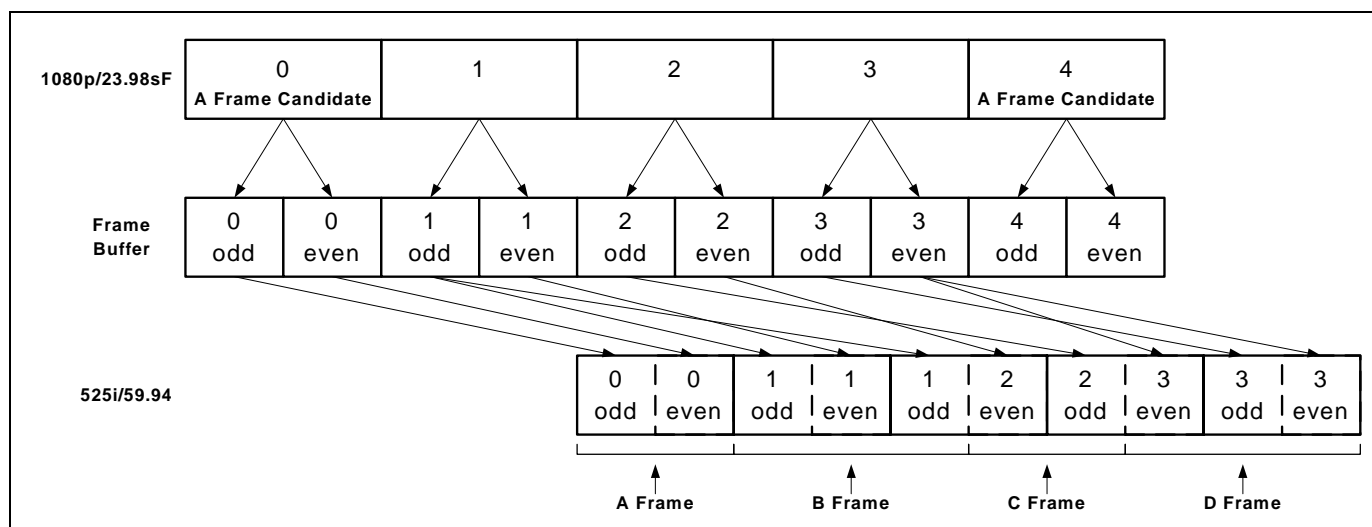 1080p/23.98sF
0
A Frame Candidate
1
2
3
4
A Frame Candidate
Frame
Buffer
0
odd
0
even
1
odd
1
even
2
odd
2
even
3
odd
3
even
4
odd
4
even
525i/59.94
0
odd
0
even
1
odd
1
even
1
odd
2
even
2
odd
3
even
3
odd
3
even
A Frame
B Frame
C Frame
D Frame